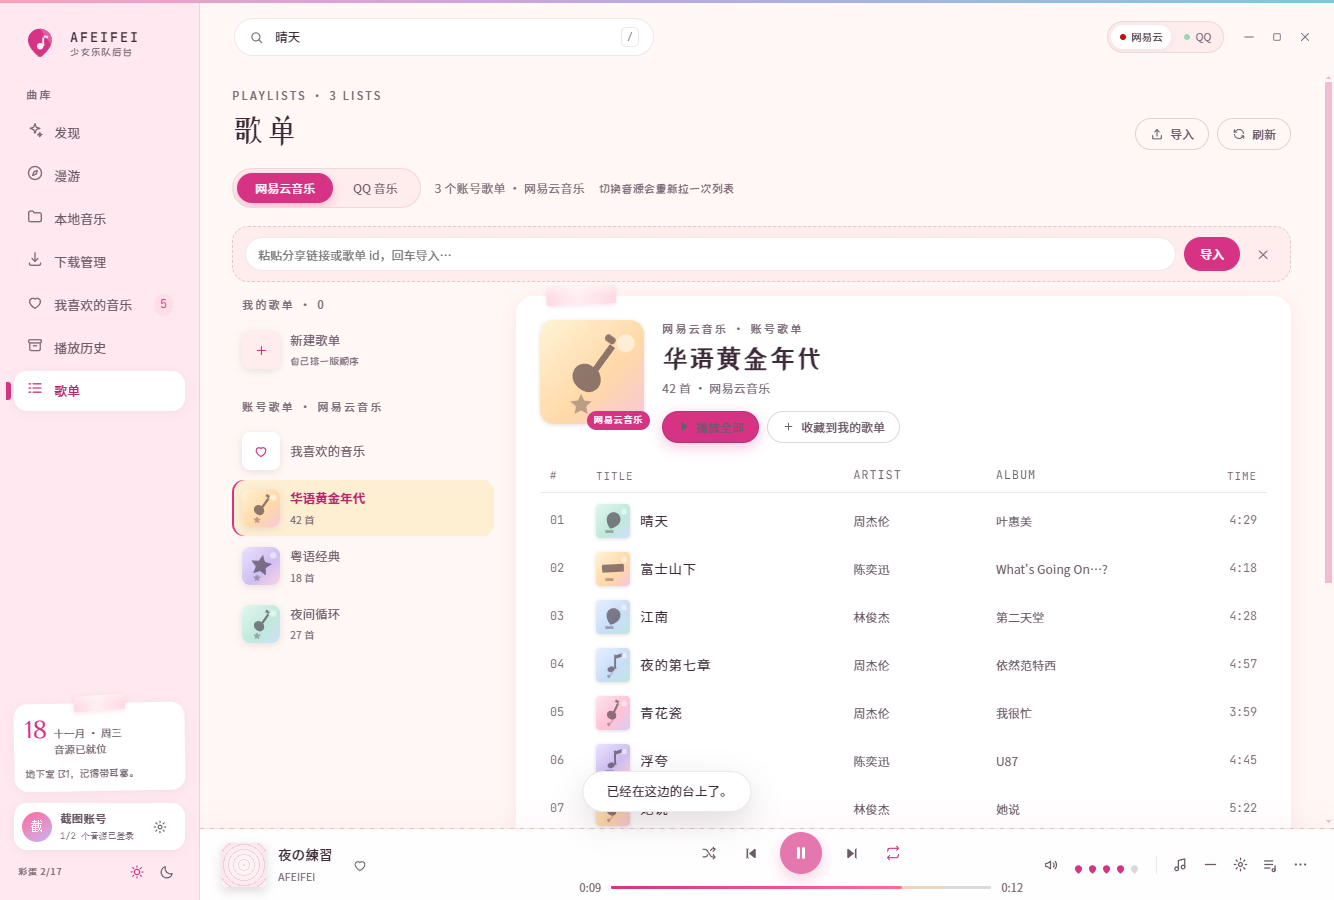 AFEIFEI
少女乐队后台
曲库
发现
漫游
本地音乐
下载管理
我喜欢的音乐 5
播放历史
歌单
18 十一月 · 周三
音源已就位
地下室 B1，记得带耳塞。
截 截图账号
1/2 个音源已登录
彩蛋 2/17
晴天 /
网易云 QQ
PLAYLISTS · 3 LISTS
歌单
导入 刷新
网易云音乐 QQ 音乐 3 个账号歌单 · 网易云音乐 切换音源会重新拉一次列表
粘贴分享链接或歌单 id，回车导入… 导入
我的歌单 · 0
新建歌单
自己排一版顺序
账号歌单 · 网易云音乐
我喜欢的音乐
华语黄金年代
42 首
粤语经典
18 首
夜间循环
27 首
网易云音乐 · 账号歌单
华语黄金年代
42 首 · 网易云音乐
网易云音乐
播放全部 收藏到我的歌单
# TITLE ARTIST ALBUM TIME
01 晴天 周杰伦 叶惠美 4:29
02 富士山下 陈奕迅 What's Going On…? 4:18
03 江南 林俊杰 第二天堂 4:28
04 夜的第七章 周杰伦 依然范特西 4:57
05 青花瓷 周杰伦 我很忙 3:59
06 浮夸 陈奕迅 U87 4:45
07 她说 林俊杰 她说 5:22
已经在这边的台上了。
夜の練習
AFEIFEI
0:09 0:12